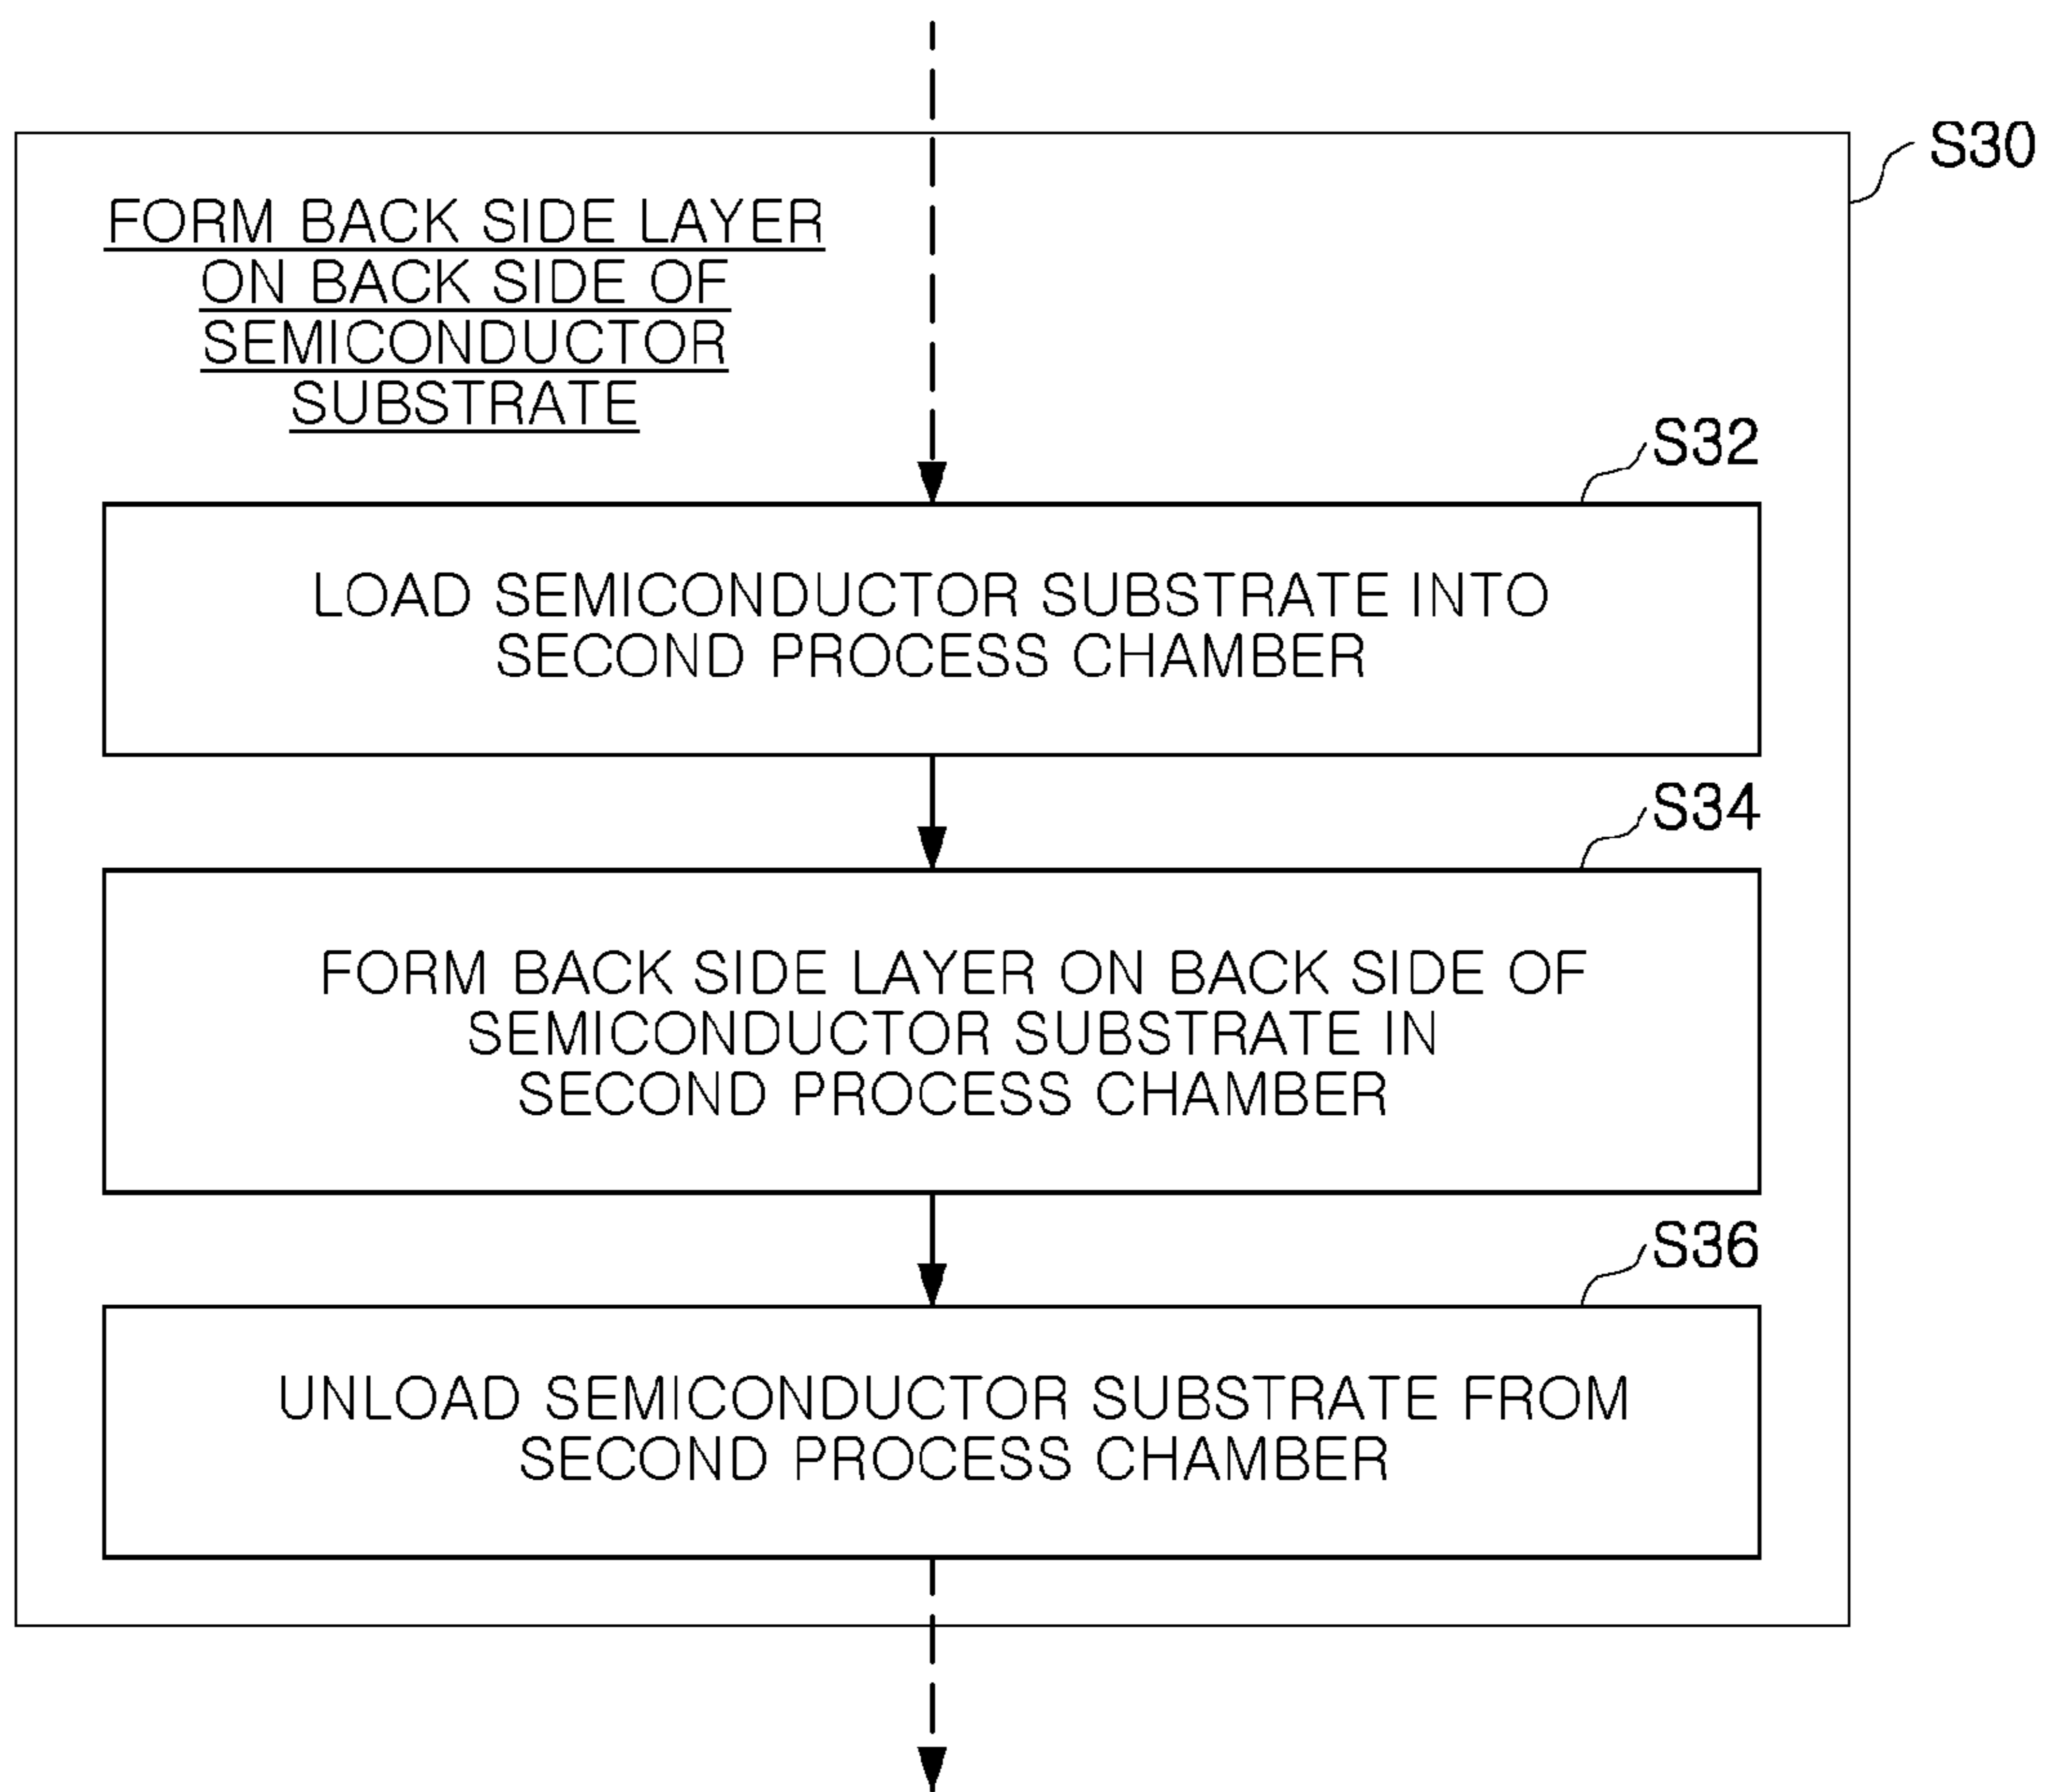 S30
FORM BACK SIDE LAYER
ON BACK SIDE OF
SEMICONDUCTOR
SUBSTRATE
S32
LOAD SEMICONDUCTOR SUBSTRATE INTO
SECOND PROCESS CHAMBER
S34
FORM BACK SIDE LAYER ON BACK SIDE OF
SEMICONDUCTOR SUBSTRATE IN
SECOND PROCESS CHAMBER
S36
UNLOAD SEMICONDUCTOR SUBSTRATE FROM
SECOND PROCESS CHAMBER